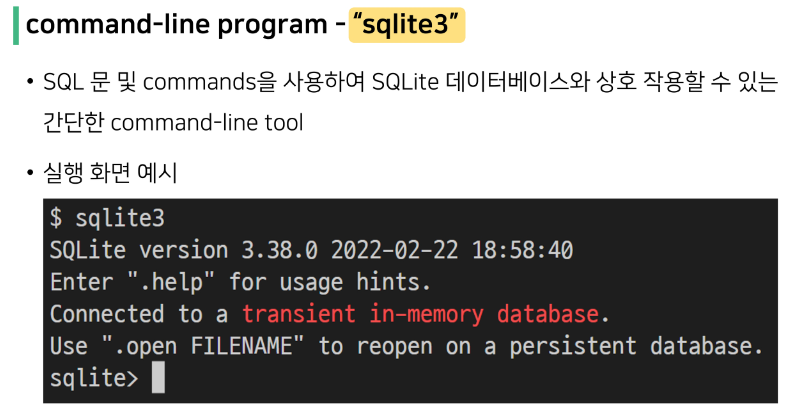 command-line program - “sqlite3”
• SQL 문 및 commands을 사용하여 SQLite 데이터베이스와 상호 작용할 수 있는
간단한 command-line tool
• 실행 화면 예시
$ sqlite3
SQLite version 3.38.0 2022-02-22 18:58:40
Enter ".help" for usage hints.
Connected to a transient in-memory database.
Use ".open FILENAME" to reopen on a persistent database.
sqlite>